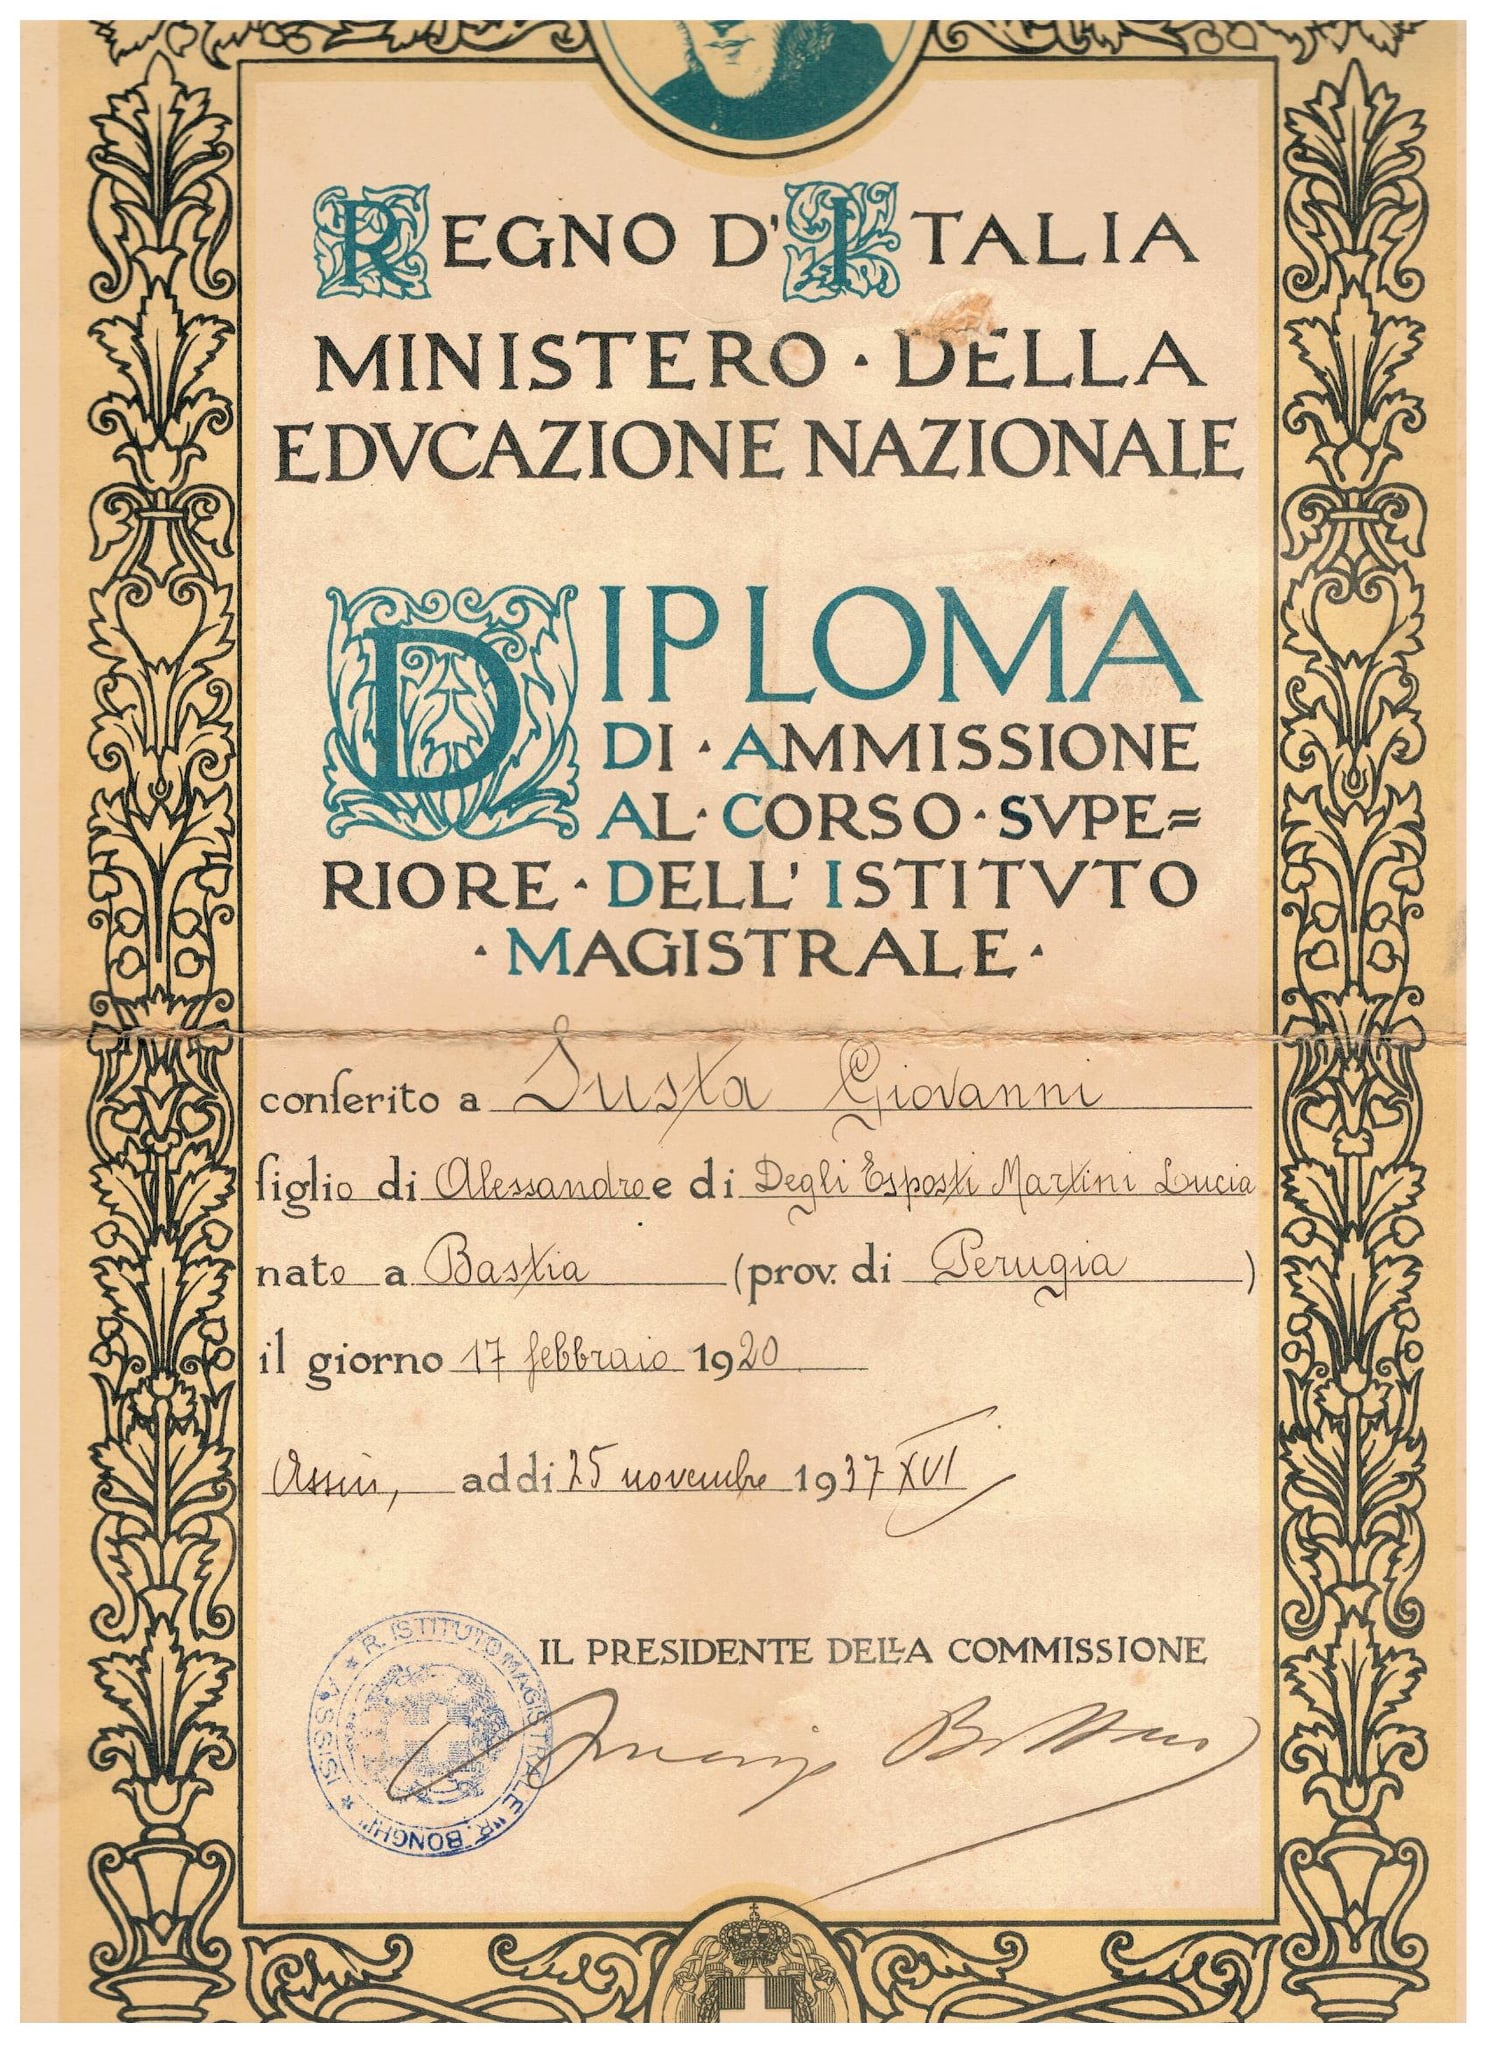 REGNO D'ITALIA
MINISTERO · DELLA
EDVCAZIONE NAZIONALE
DIPLOMA
DI · AMMISSIONE
AL · CORSO · SVPE=
RIORE · DELL' ISTITVTO
· MAGISTRALE ·
conferito a Susta Giovanni
figlio di Alessandro e di Degli Esposti Martini Lucia
nato a Bastia (prov. di Perugia)
il giorno 17 febbraio 1920
Assisi, addi 25 novembre 1937 XVI
IL PRESIDENTE DELLA COMMISSIONE
R. ISTITUTO MAGISTRALE "R. BONGHI" * ASSISI *